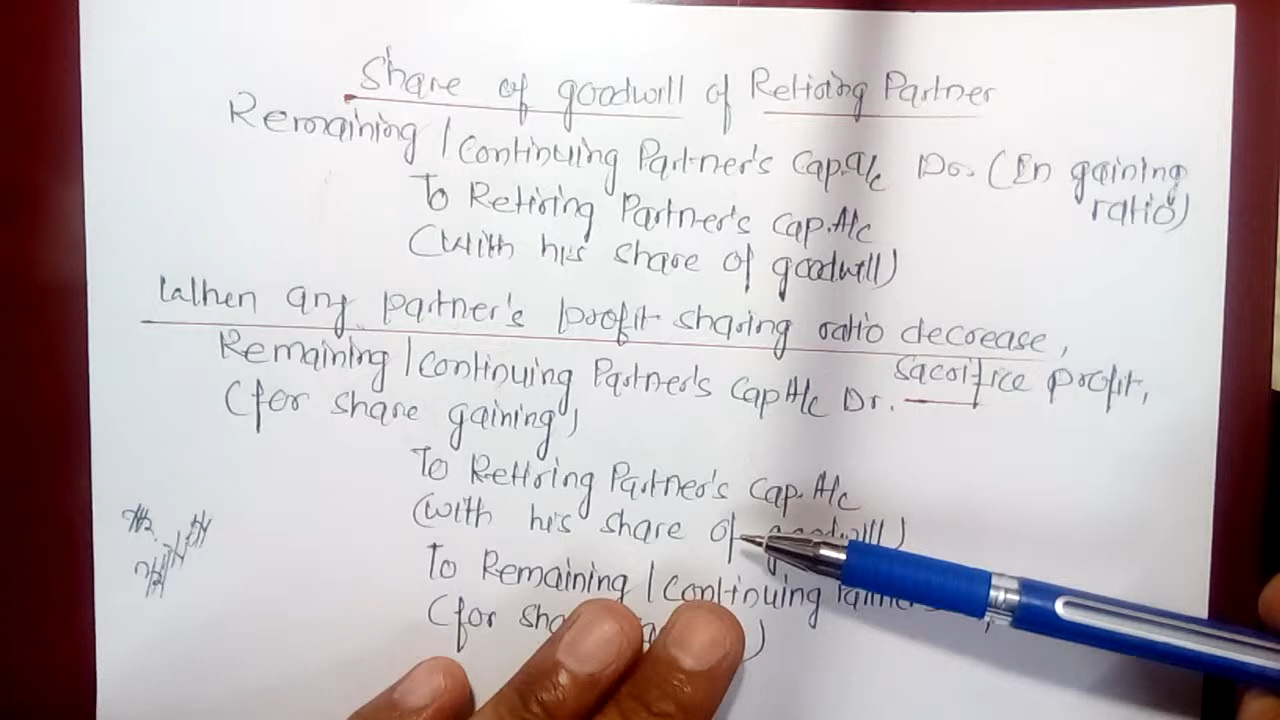 Share of goodwill of Retiring Partner
Remaining / Continuing Partner's Cap. A/c Dr. (In gaining
ratio)
To Retiring Partner's Cap. A/c
(With his share of goodwill)
When any partner's profit sharing ratio decrease,
sacrifice profit,
Remaining / Continuing Partner's Cap A/c Dr.
(for share gaining)
To Retiring Partner's Cap. A/c
(With his share of goodwill)
To Remaining / Continuing
(for